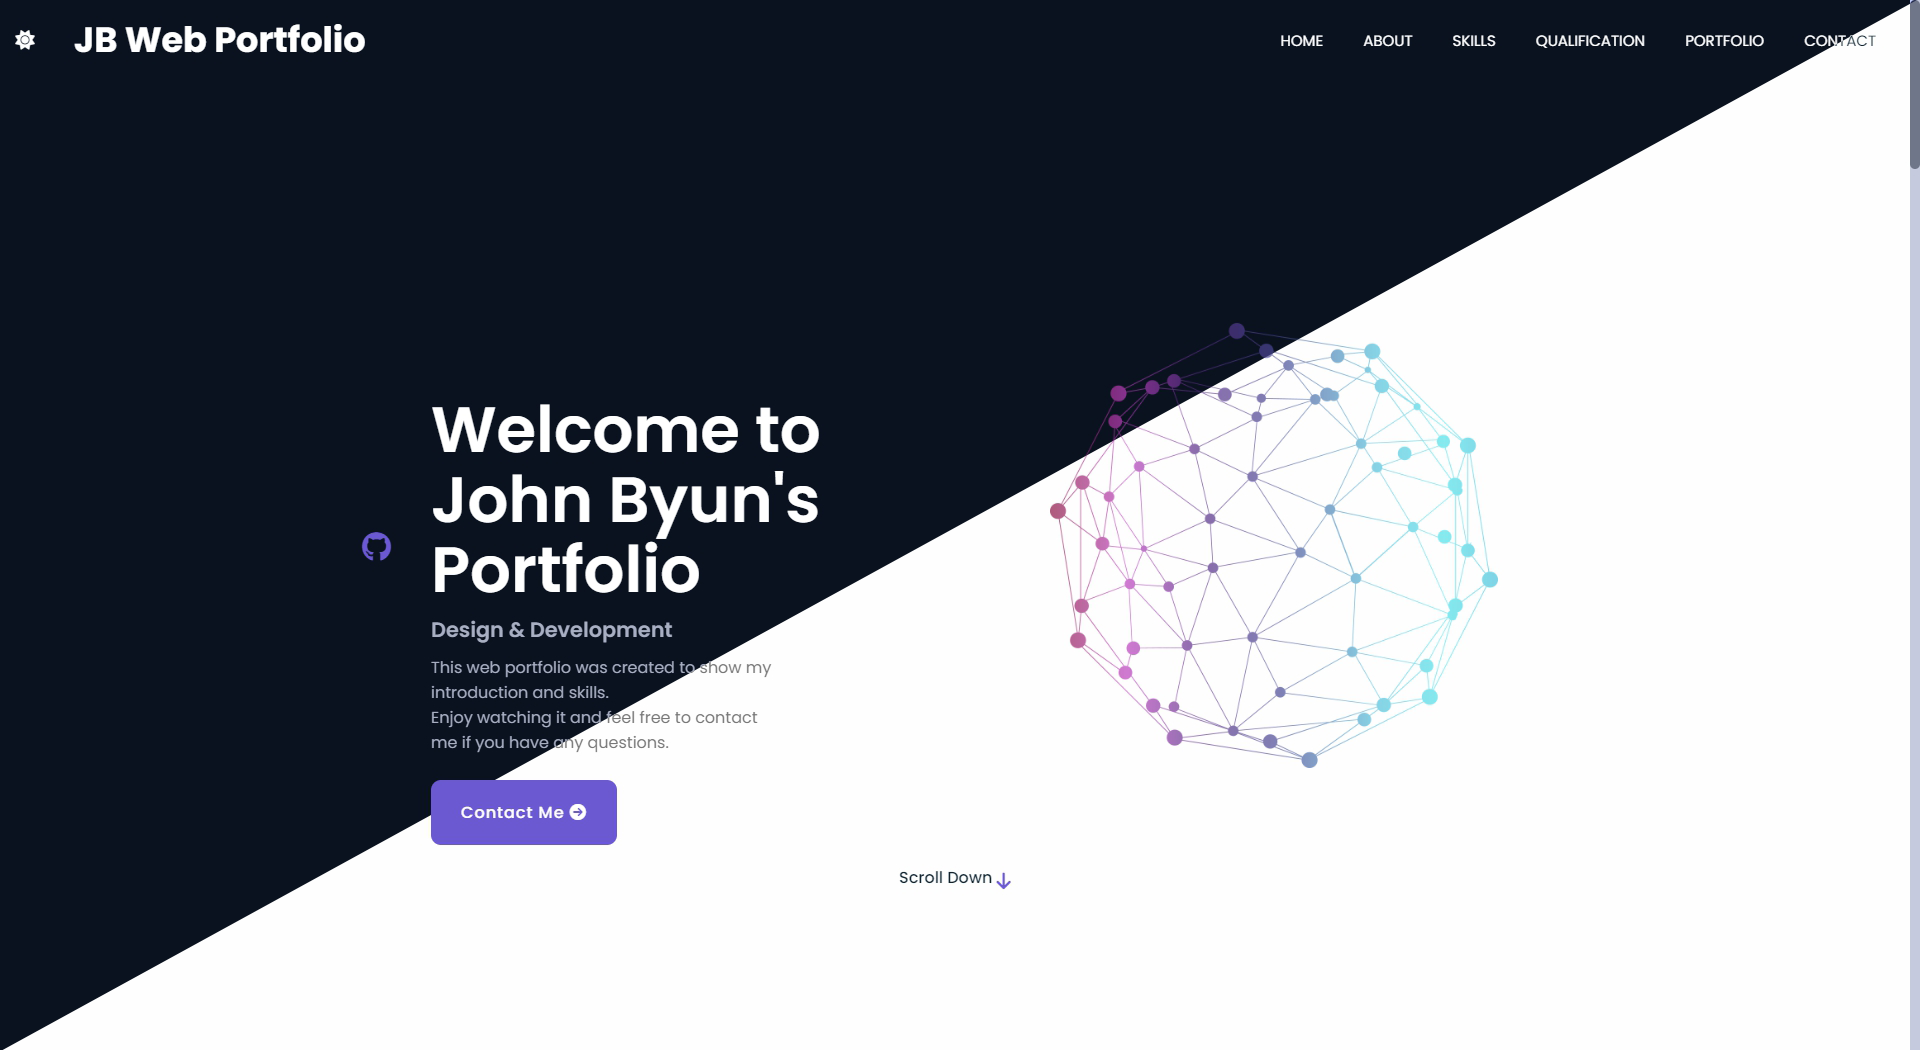 JB Web Portfolio
HOME ABOUT SKILLS QUALIFICATION PORTFOLIO CONTACT
Welcome to
John Byun's
Portfolio
Design & Development
This web portfolio was created to show my
introduction and skills.
Enjoy watching it and feel free to contact
me if you have any questions.
Contact Me
Scroll Down